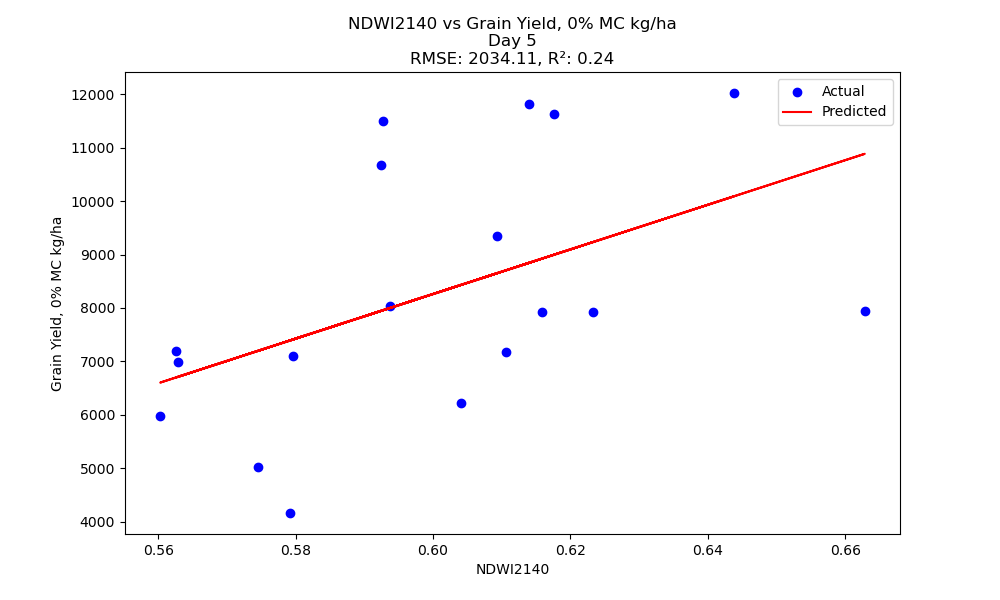 NDWI2140 vs Grain Yield, 0% MC kg/ha
Day 5
RMSE: 2034.11, R²: 0.24
Actual
Predicted
Grain Yield, 0% MC kg/ha
12000
11000
10000
9000
8000
7000
6000
5000
4000
0.56 0.58 0.60 0.62 0.64 0.66
NDWI2140